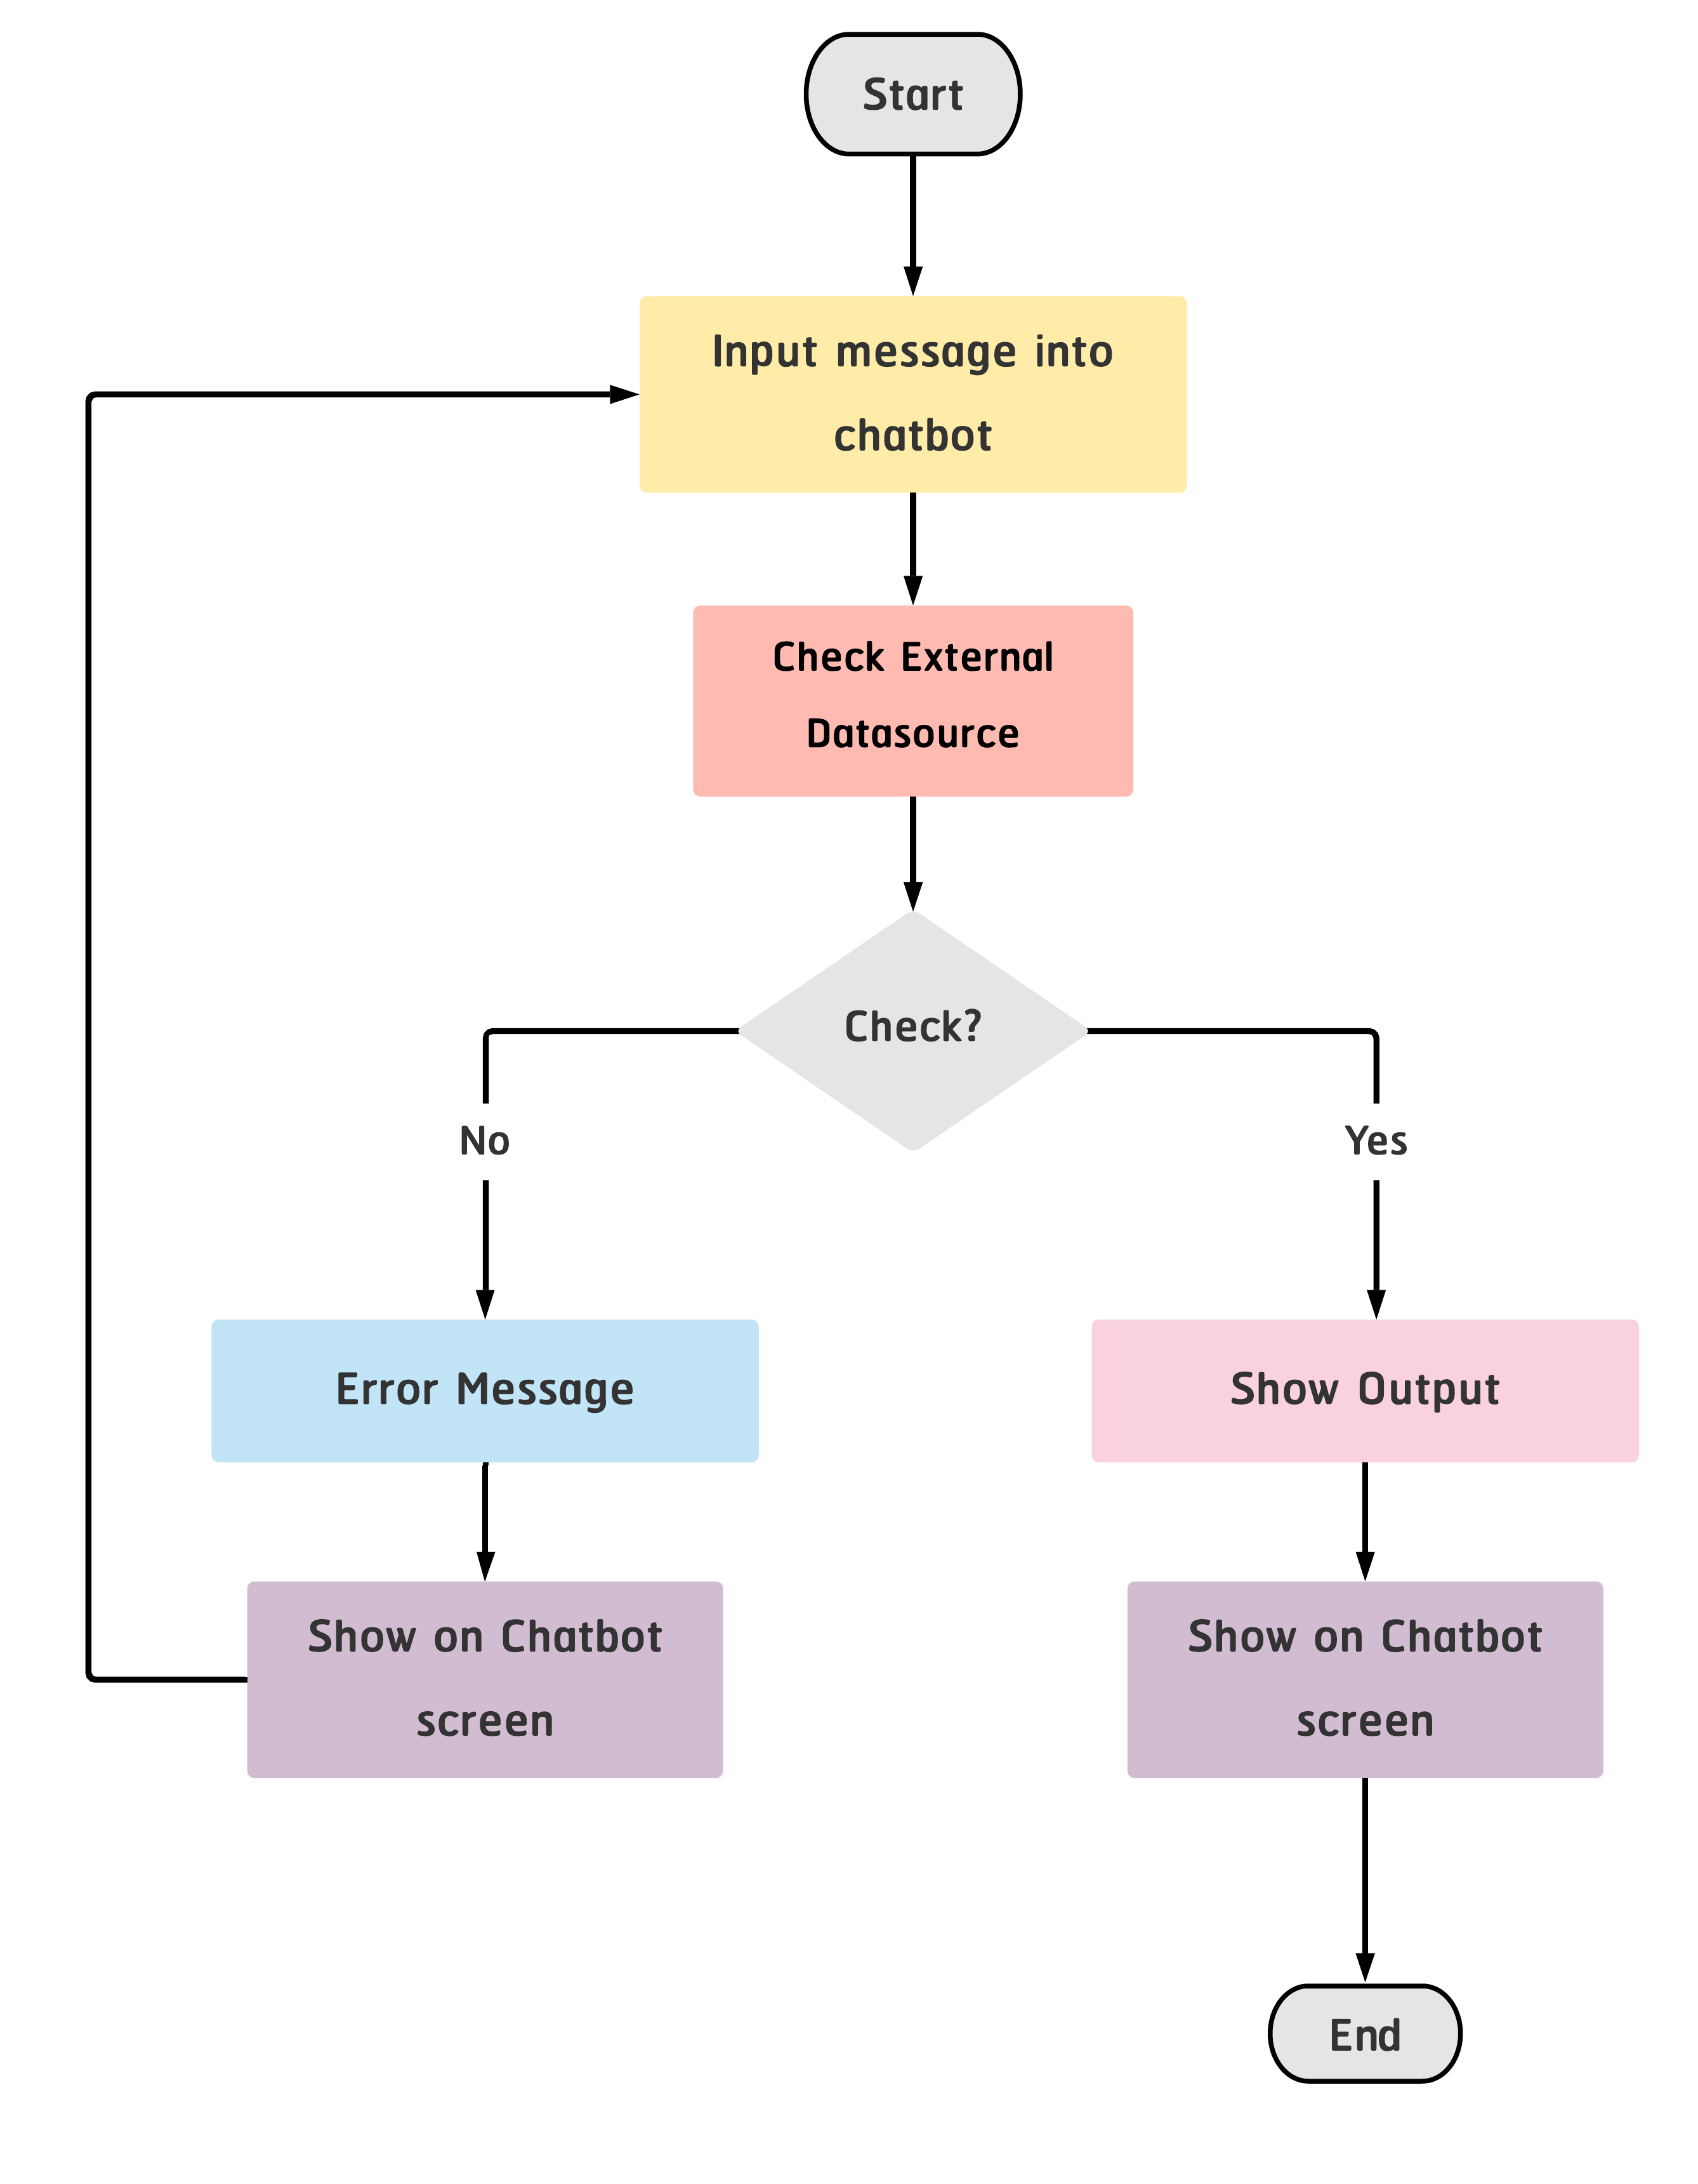 Start
Input message into
chatbot
Check External
Datasource
Check?
No
Yes
Error Message
Show Output
Show on Chatbot
screen
Show on Chatbot
screen
End